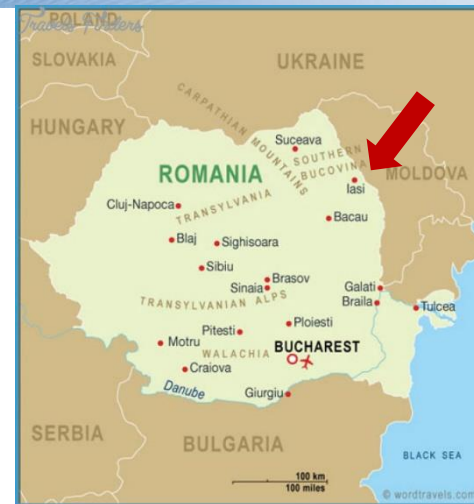 POLAND
Travels Finders
SLOVAKIA
UKRAINE
CARPATHIAN MOUNTAINS
HUNGARY
Suceava
SOUTHERN
BUCOVINA
MOLDOVA
ROMANIA
Iasi
TRANSYLVANIA
Cluj-Napoca
Bacau
Blaj
Sighisoara
Sibiu
Brasov
Sinaia
Galati
TRANSYLVANIAN ALPS
Braila
Tulcea
Pitesti
Ploiesti
Motru
WALACHIA
BUCHAREST
Craiova
Danube
Giurgiu
SERBIA
BULGARIA
BLACK SEA
100 km
100 miles
© wordtravels.com